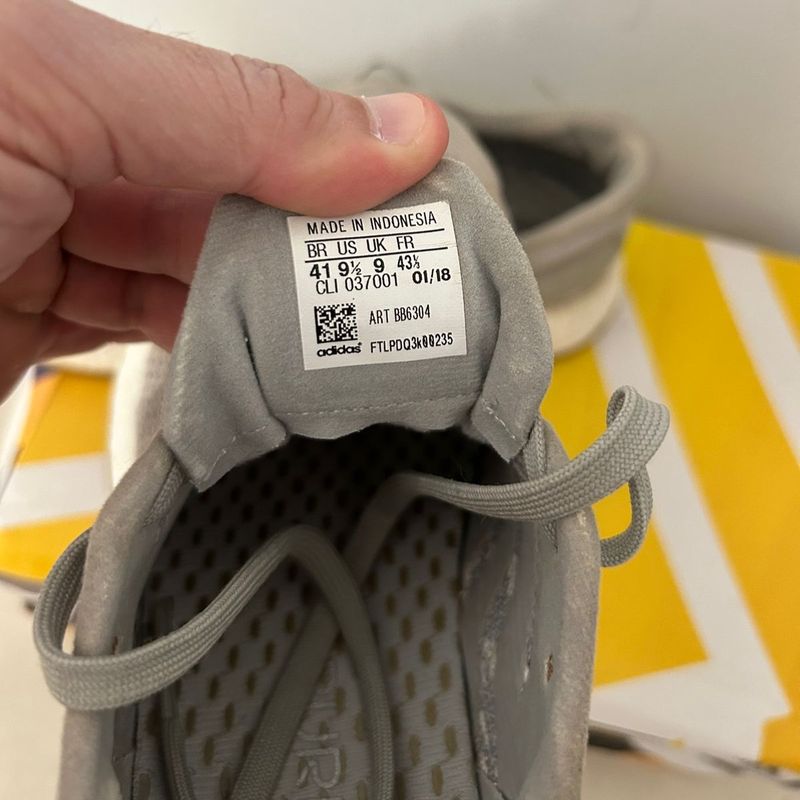 MADE IN INDONESIA
BR US UK FR
41 9½ 9 43⅓
CLI 037001 01/18
ART BB6304
adidas FTLPDQ3k00235